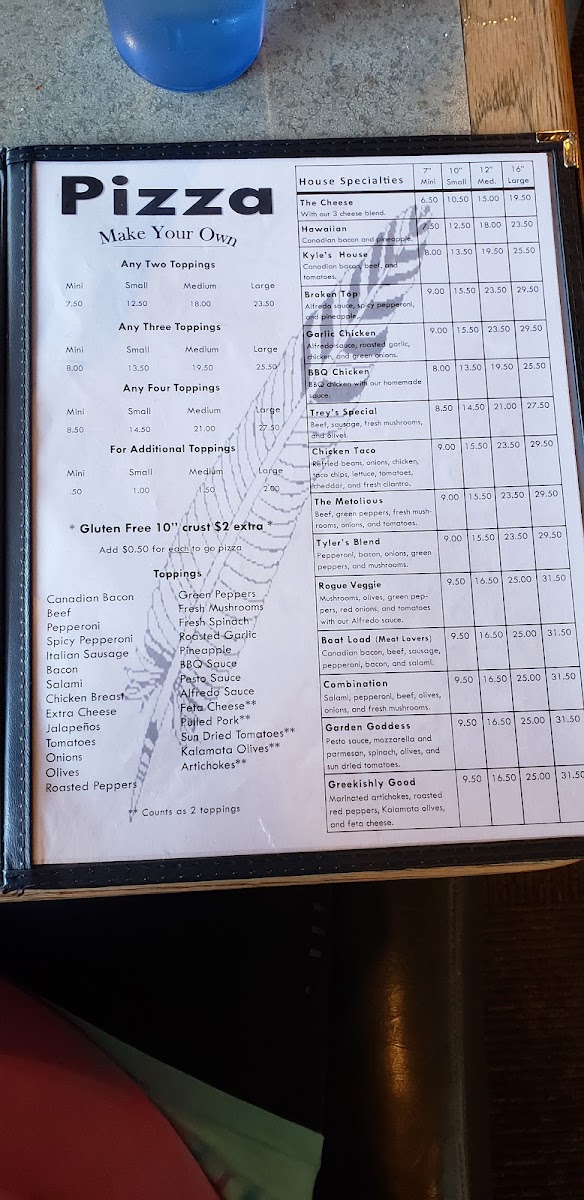 Pizza
Make Your Own
Any Two Toppings
Mini Small Medium Large
7.50 12.50 18.00 23.50
Any Three Toppings
Mini Small Medium Large
8.00 13.50 19.50 25.50
Any Four Toppings
Mini Small Medium Large
8.50 14.50 21.00 27.50
For Additional Toppings
Mini Small Medium Large
.50 1.00 1.50 2.00
* Gluten Free 10" crust $2 extra *
Add $0.50 for each to go pizza
Toppings
Canadian Bacon
Beef
Pepperoni
Spicy Pepperoni
Italian Sausage
Bacon
Salami
Chicken Breast
Extra Cheese
Jalapeños
Tomatoes
Onions
Olives
Roasted Peppers
Green Peppers
Fresh Mushrooms
Fresh Spinach
Roasted Garlic
Pineapple
BBQ Sauce
Pesto Sauce
Alfredo Sauce
Feta Cheese**
Pulled Pork**
Sun Dried Tomatoes**
Kalamata Olives**
Artichokes**
** Counts as 2 toppings
House Specialties 7" Mini 10" Small 12" Med. 16" Large
The Cheese 6.50 10.50 15.00 19.50
With our 3 cheese blend.
Hawaiian 7.50 12.50 18.00 23.50
Canadian bacon and pineapple.
Kyle's House 8.00 13.50 19.50 25.50
Canadian bacon, beef, and
tomatoes.
Broken Top 9.00 15.50 23.50 29.50
Alfredo sauce, spicy pepperoni,
and pineapple.
Garlic Chicken 9.00 15.50 23.50 29.50
Alfredo sauce, roasted garlic,
chicken, and green onions.
BBQ Chicken 8.00 13.50 19.50 25.50
BBQ chicken with our homemade
sauce.
Trey's Special 8.50 14.50 21.00 27.50
Beef, sausage, fresh mushrooms,
and olives.
Chicken Taco 9.00 15.50 23.50 29.50
Refried beans, onions, chicken,
taco chips, lettuce, tomatoes,
cheddar, and fresh cilantro.
The Metolious 9.00 15.50 23.50 29.50
Beef, green peppers, fresh mush-
rooms, onions, and tomatoes.
Tyler's Blend 9.00 15.50 23.50 29.50
Pepperoni, bacon, onions, green
peppers, and mushrooms.
Rogue Veggie 9.50 16.50 25.00 31.50
Mushrooms, olives, green pep-
pers, red onions, and tomatoes
with our Alfredo sauce.
Boat Load (Meat Lovers) 9.50 16.50 25.00 31.50
Canadian bacon, beef, sausage,
pepperoni, bacon, and salami.
Combination 9.50 16.50 25.00 31.50
Salami, pepperoni, beef, olives,
onions, and fresh mushrooms.
Garden Goddess 9.50 16.50 25.00 31.50
Pesto sauce, mozzarella and
parmesan, spinach, olives, and
sun dried tomatoes.
Greekishly Good 9.50 16.50 25.00 31.50
Marinated artichokes, roasted
red peppers, Kalamata olives,
and feta cheese.